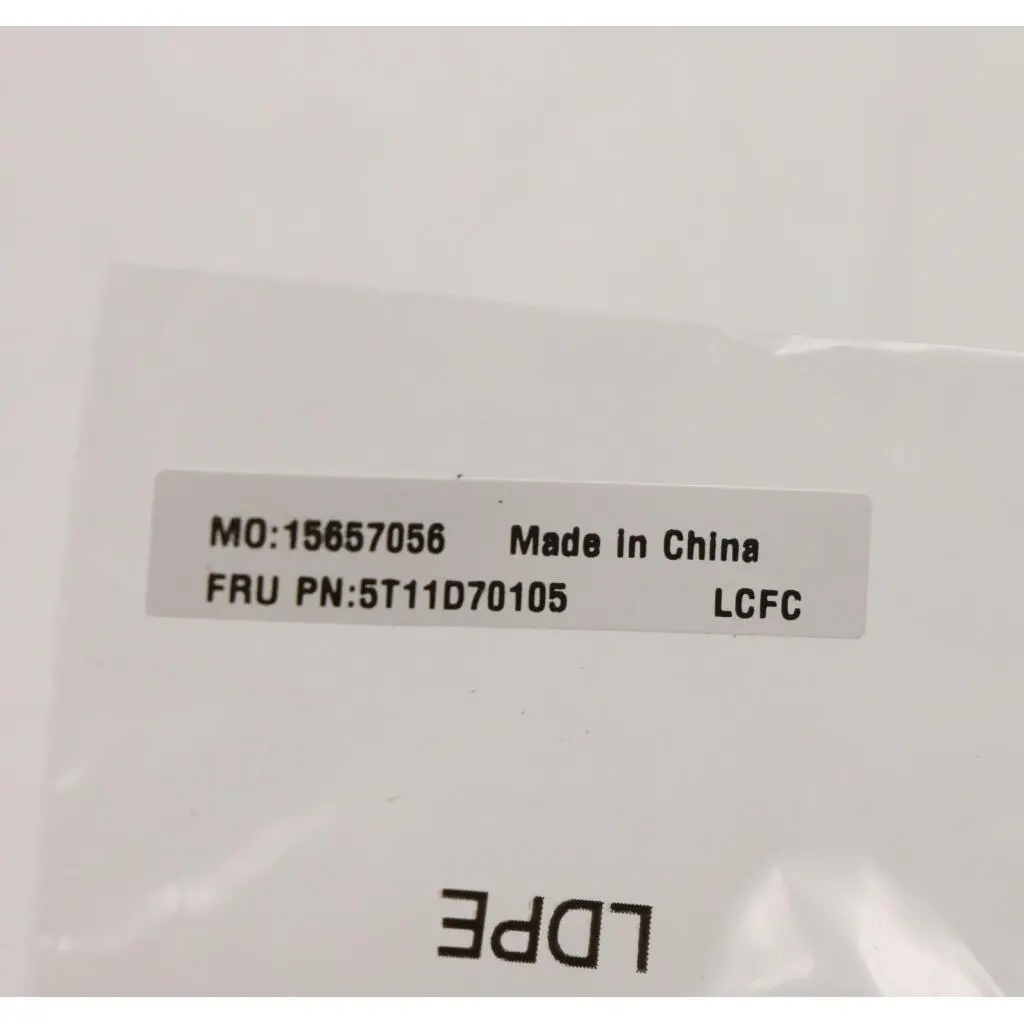 MO:15657056 Made in China
FRU PN:5T11D70105 LCFC
LDPE